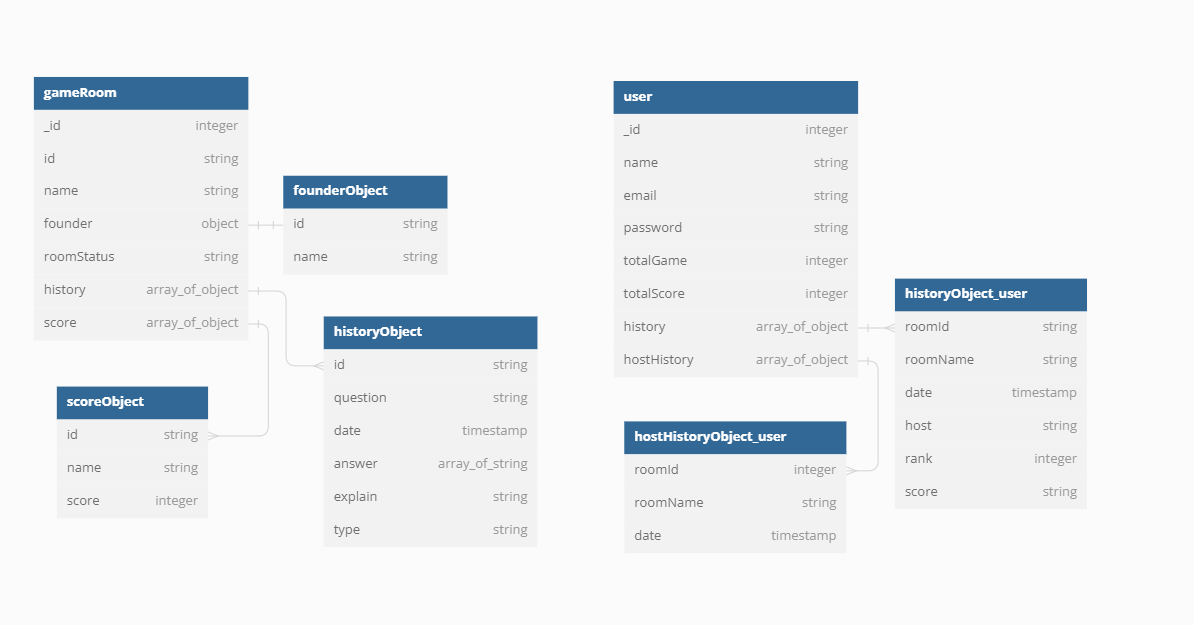 gameRoom
_id integer
id string
name string
founder object
roomStatus string
history array_of_object
score array_of_object
founderObject
id string
name string
historyObject
id string
question string
date timestamp
answer array_of_string
explain string
type string
scoreObject
id string
name string
score integer
user
_id integer
name string
email string
password string
totalGame integer
totalScore integer
history array_of_object
hostHistory array_of_object
historyObject_user
roomId string
roomName string
date timestamp
host string
rank integer
score string
hostHistoryObject_user
roomId integer
roomName string
date timestamp